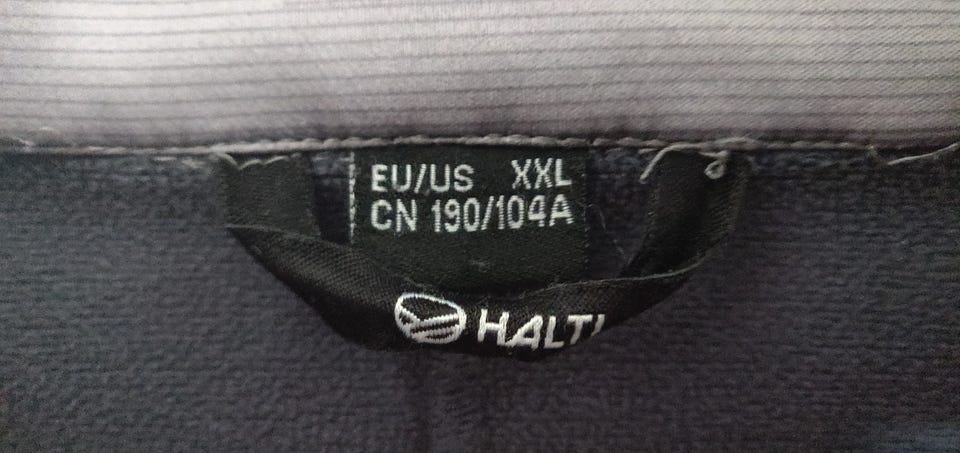 EU/US XXL
CN 190/104A
HALTI